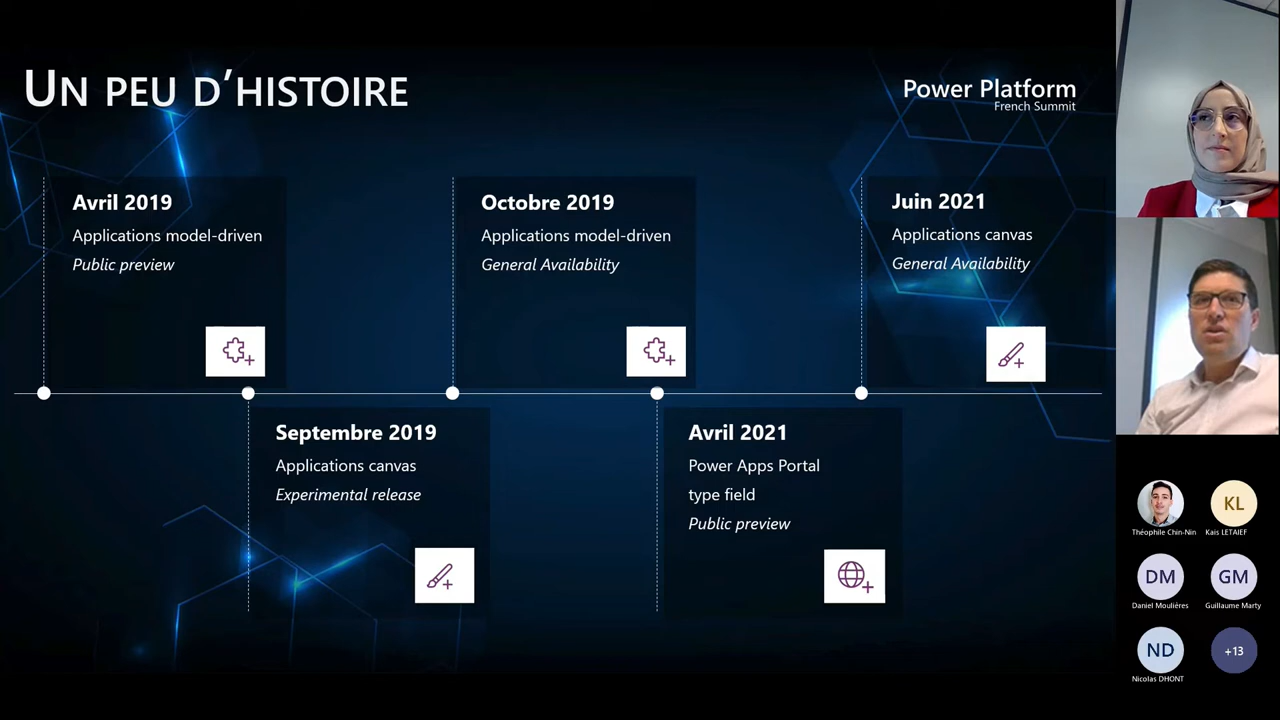 UN PEU D'HISTOIRE
Power Platform
French Summit
Avril 2019
Applications model-driven
Public preview
Octobre 2019
Applications model-driven
General Availability
Juin 2021
Applications canvas
General Availability
Septembre 2019
Applications canvas
Experimental release
Avril 2021
Power Apps Portal
type field
Public preview
KL
Théophile Chin-Nin
Kais LETAIEF
DM
GM
Daniel Moulières
Guillaume Marty
ND
+13
Nicolas DHONT